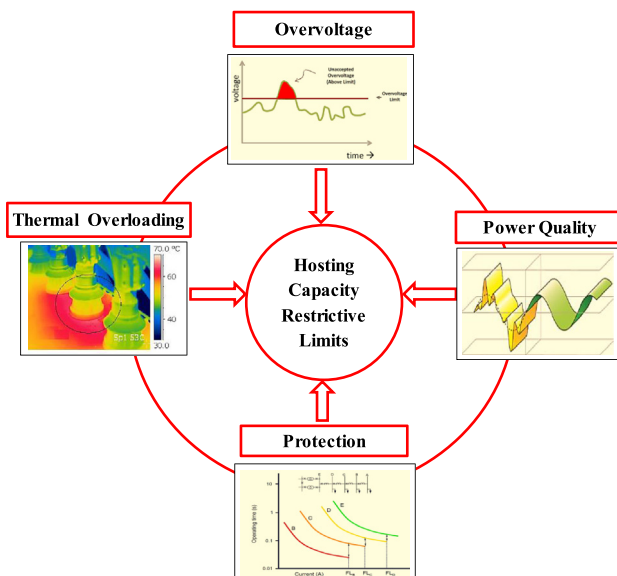 Overvoltage
Unaccepted
Overvoltage
(Above Limit)
voltage
Overvoltage
Limit
time →
Thermal Overloading
70.0 ºC
60
40
30.0
Power Quality
Hosting
Capacity
Restrictive
Limits
Protection
E
D
C
B
Operating time (s)
10
1
0.1
0.01
Current (A)